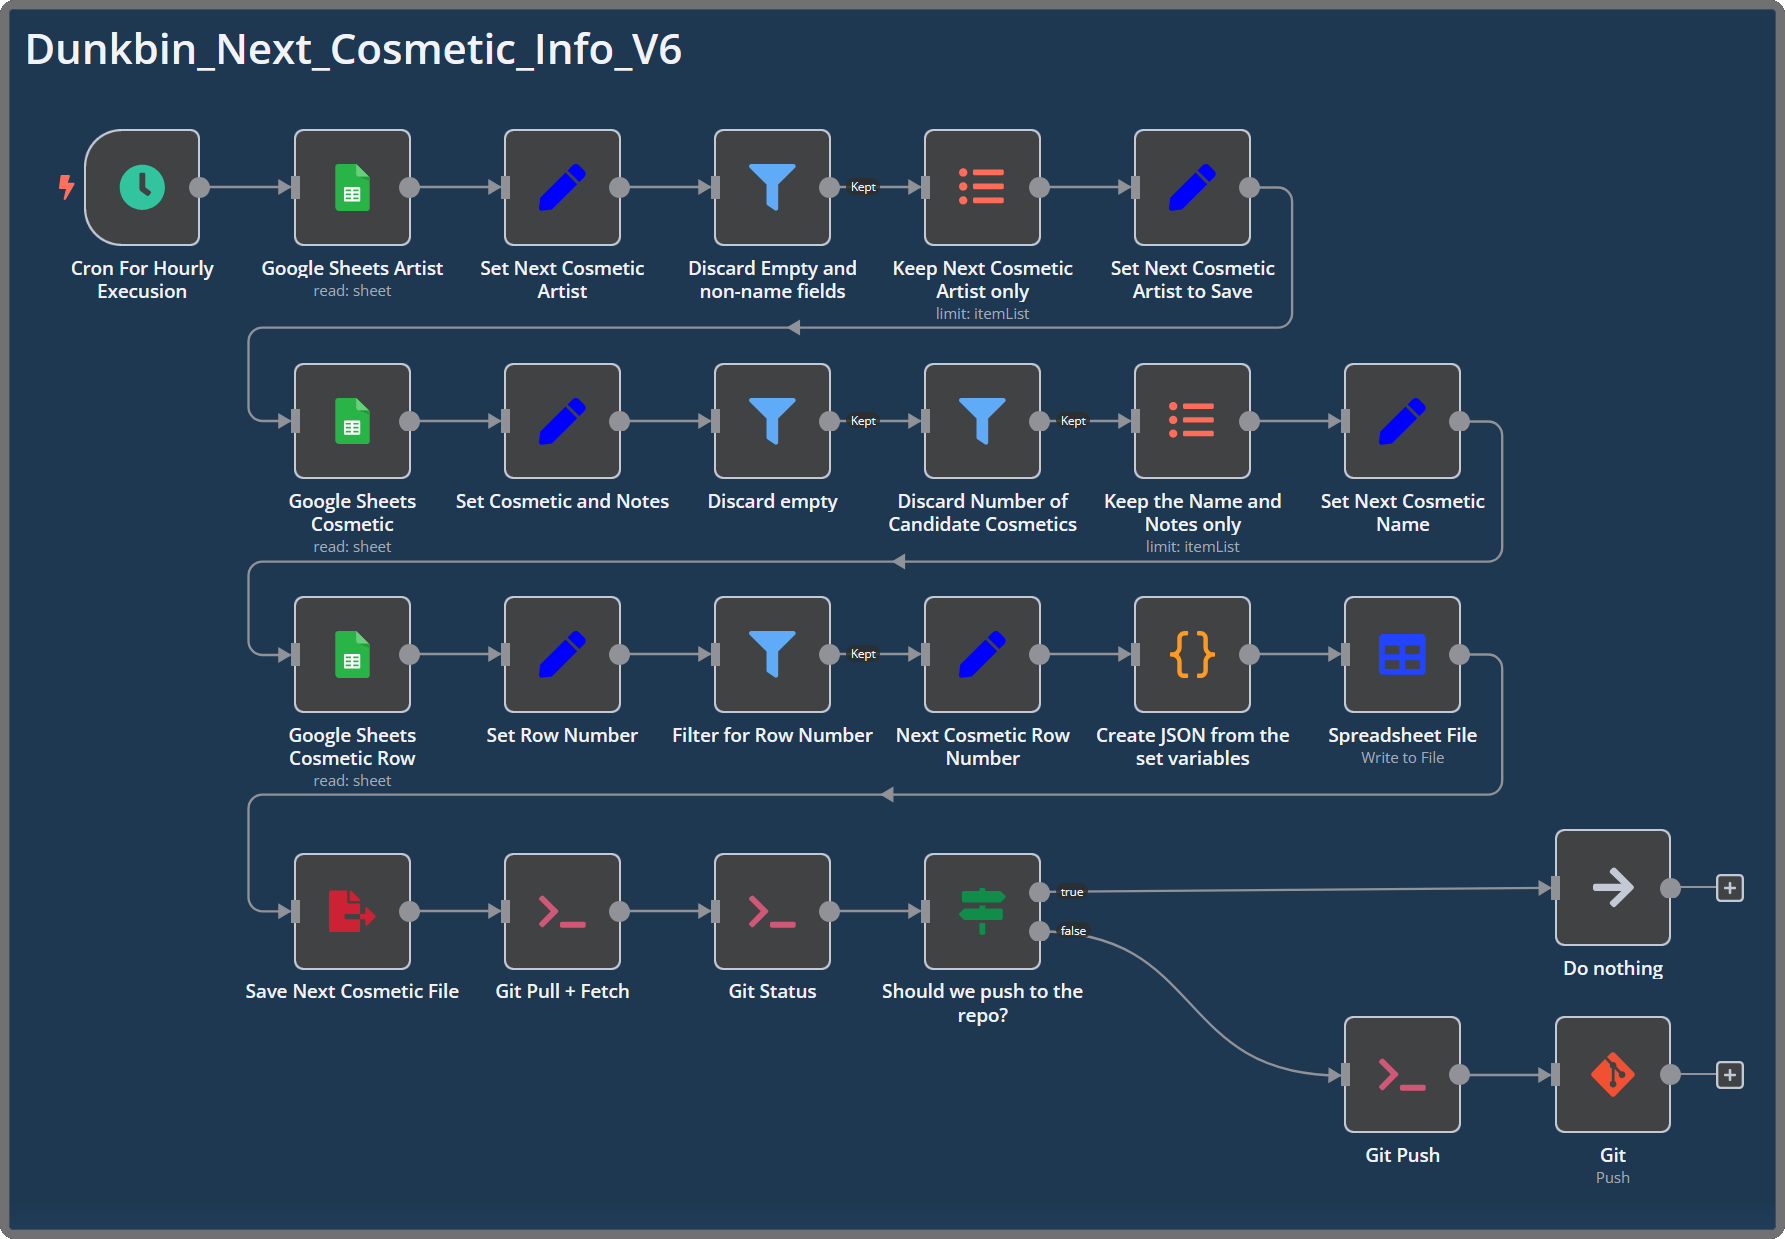 Dunkbin_Next_Cosmetic_Info_V6
Kept
Cron For Hourly
Execusion
Google Sheets Artist
read: sheet
Set Next Cosmetic
Artist
Discard Empty and
non-name fields
Keep Next Cosmetic
Artist only
limit: itemList
Set Next Cosmetic
Artist to Save
Kept
Kept
Google Sheets
Cosmetic
read: sheet
Set Cosmetic and Notes
Discard empty
Discard Number of
Candidate Cosmetics
Keep the Name and
Notes only
limit: itemList
Set Next Cosmetic
Name
Kept
Google Sheets
Cosmetic Row
read: sheet
Set Row Number
Filter for Row Number
Next Cosmetic Row
Number
Create JSON from the
set variables
Spreadsheet File
Write to File
true
false
Save Next Cosmetic File
Git Pull + Fetch
Git Status
Should we push to the
repo?
Do nothing
Git Push
Git
Push